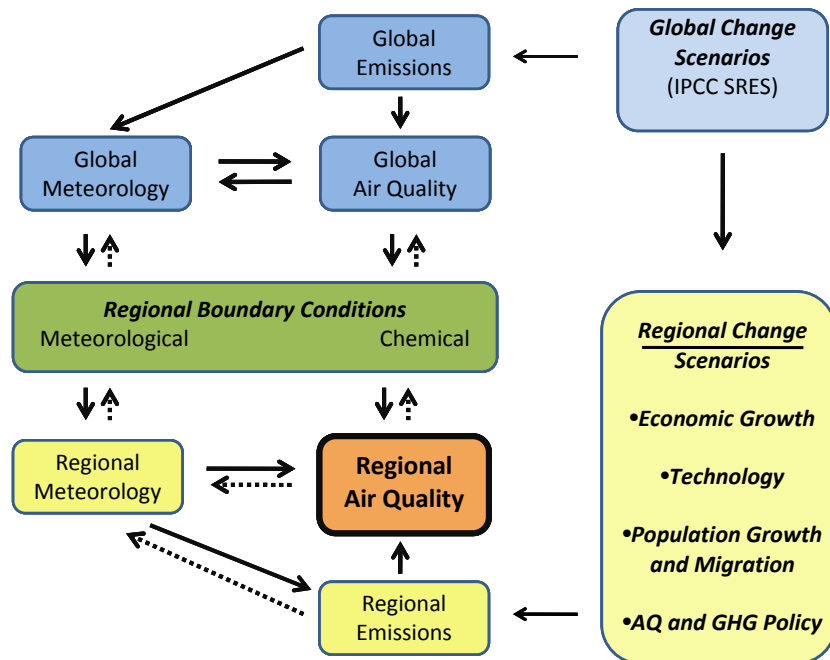 Global
Emissions
Global Change
Scenarios
(IPCC SRES)
Global
Meteorology
Global
Air Quality
Regional Boundary Conditions
Meteorological
Chemical
Regional Change
Scenarios
•Economic Growth
•Technology
•Population Growth
and Migration
•AQ and GHG Policy
Regional
Meteorology
Regional
Air Quality
Regional
Emissions